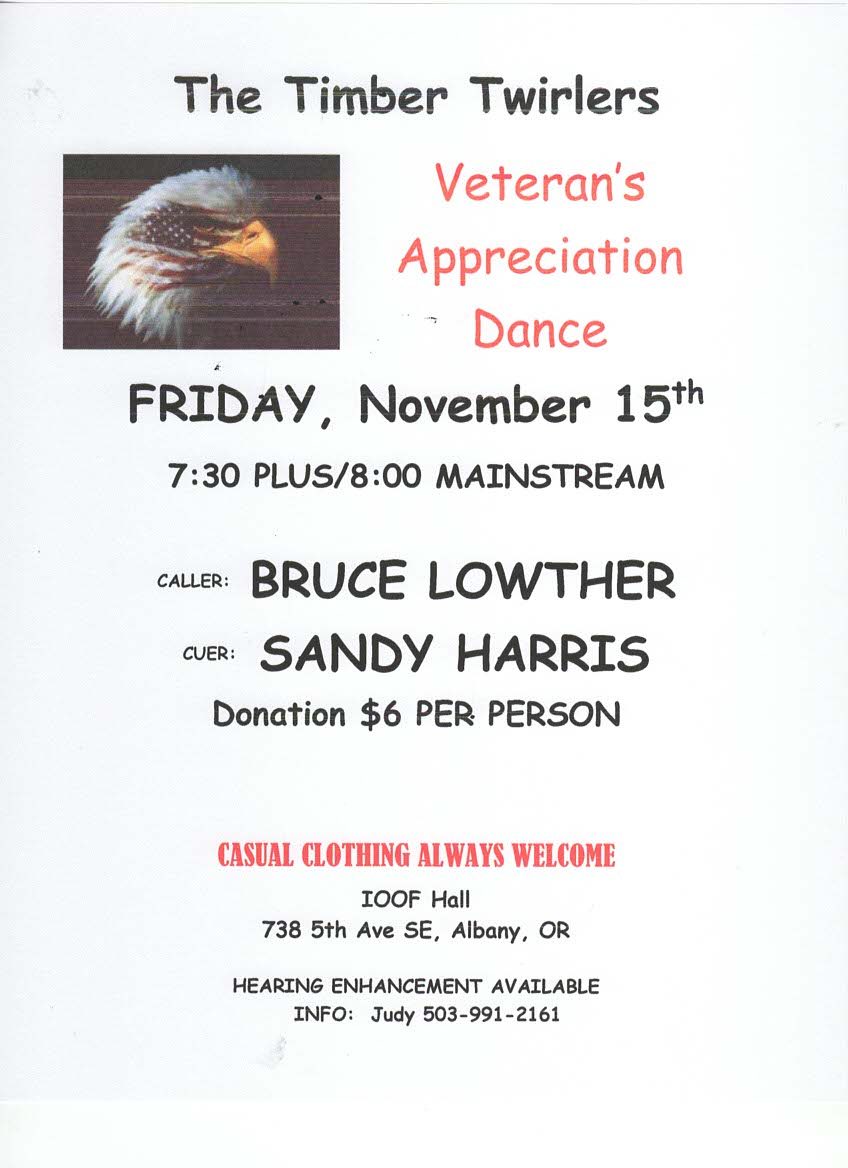 The Timber Twirlers
Veteran's
Appreciation
Dance
FRIDAY, November 15th
7:30 PLUS/8:00 MAINSTREAM
CALLER: BRUCE LOWTHER
CUER: SANDY HARRIS
Donation $6 PER PERSON
CASUAL CLOTHING ALWAYS WELCOME
IOOF Hall
738 5th Ave SE, Albany, OR
HEARING ENHANCEMENT AVAILABLE
INFO: Judy 503-991-2161